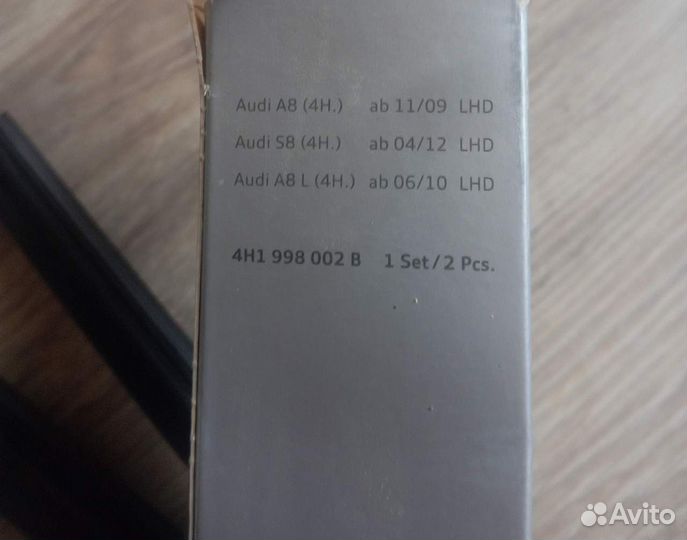 Audi A8 (4H.) ab 11/09 LHD
Audi S8 (4H.) ab 04/12 LHD
Audi A8 L (4H.) ab 06/10 LHD
4H1 998 002 B 1 Set/2 Pcs.
Avito